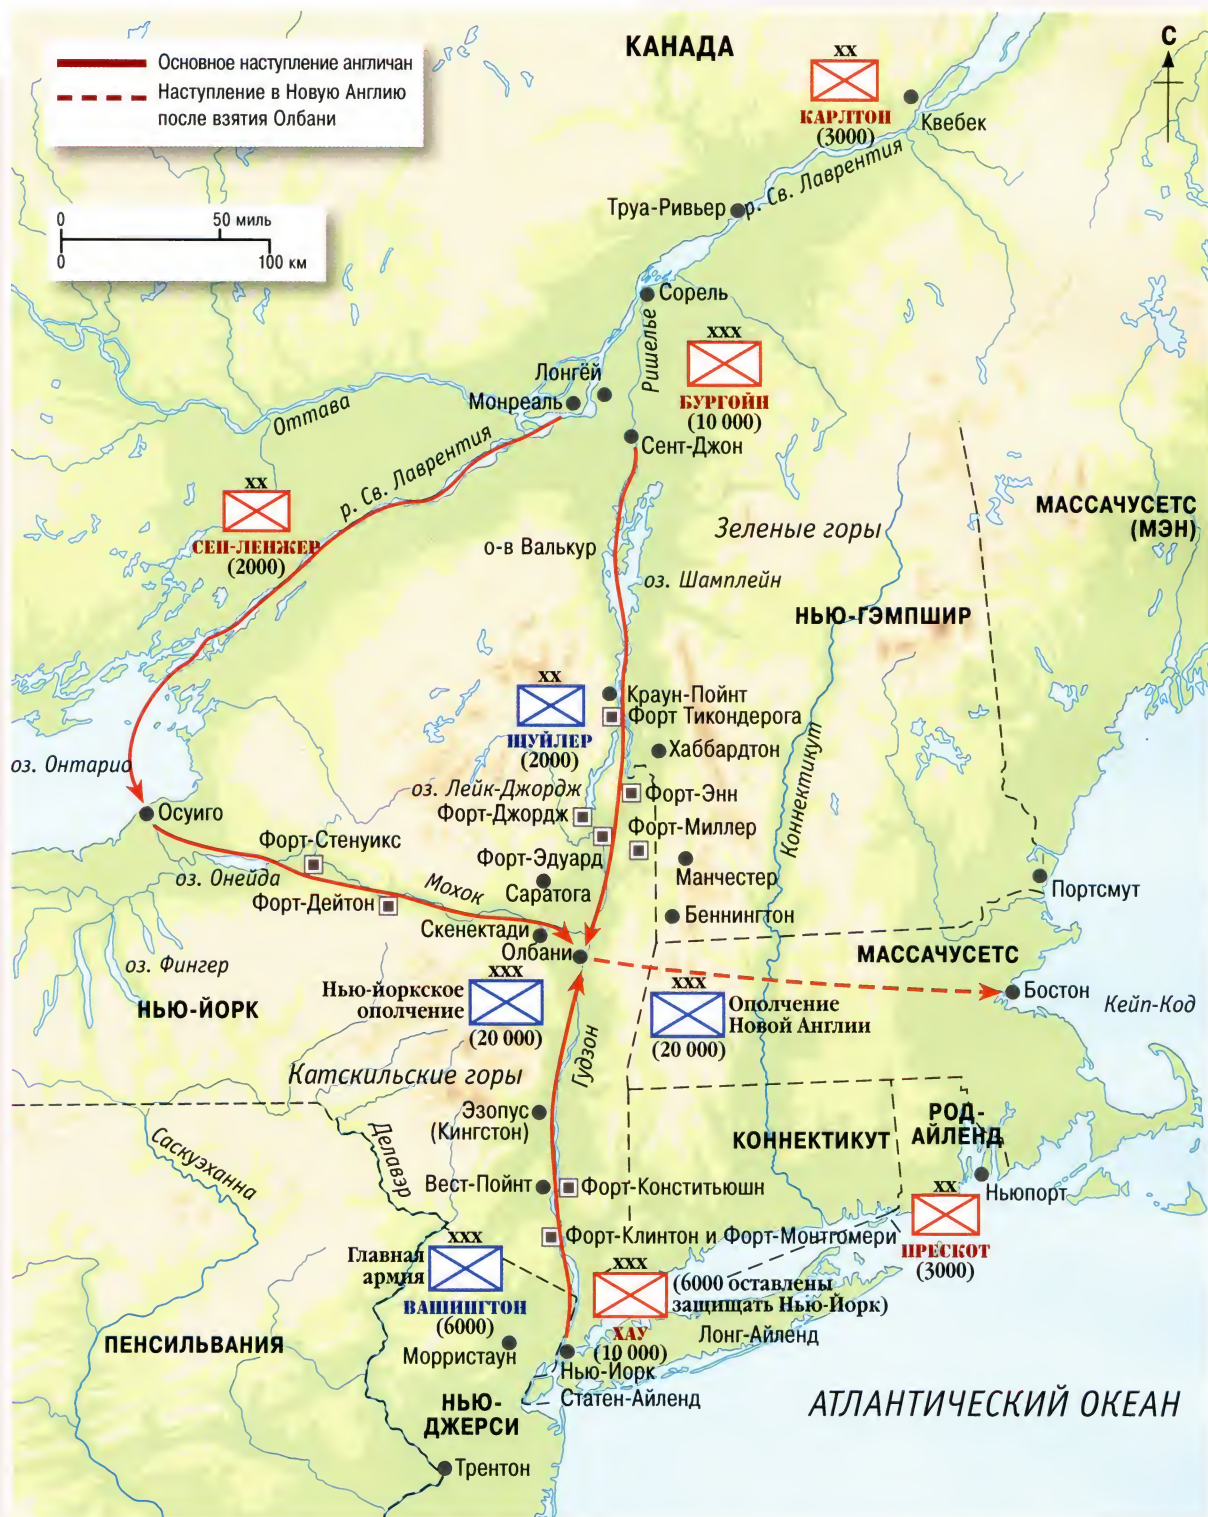 Основное наступление англичан
Наступление в Новую Англию
после взятия Олбани
0
50 миль
0
100 км
КАНАДА
С
XX
КАРЛТОН
(3000)
Квебек
р. Св. Лаврентия
Труа-Ривьер
Сорель
Ришелье
XXX
БУРГОЙН
(10 000)
Лонгёй
Монреаль
Оттава
Сент-Джон
р. Св. Лаврентия
XX
СЕН-ЛЕНЖЕР
(2000)
МАССАЧУСЕТС
(МЭН)
Зеленые горы
о-в Валькур
оз. Шамплейн
НЬЮ-ГЭМПШИР
XX
ШУЙЛЕР
(2000)
Краун-Пойнт
Форт Тикондерога
Хаббардтон
Коннектикут
оз. Онтарио
Осуиго
оз. Лейк-Джордж
Форт-Энн
Форт-Джордж
Форт-Миллер
Форт-Эдуард
Манчестер
Саратога
Форт-Стенуикс
оз. Онейда
Мохок
Форт-Дейтон
Портсмут
Беннингтон
Скенектади
Олбани
МАССАЧУСЕТС
оз. Фингер
НЬЮ-ЙОРК
XXX
Нью-йоркское
ополчение
(20 000)
XXX
Ополчение
Новой Англии
(20 000)
Бостон
Кейп-Код
Гудзон
Катскильские горы
Эзопус
(Кингстон)
РОД-
АЙЛЕНД
КОННЕКТИКУТ
Саскуэханна
Делавэр
Вест-Пойнт
Форт-Конститьюшн
Ньюпорт
XX
ПРЕСКОТ
(3000)
Форт-Клинтон и Форт-Монтгомери
XXX
Главная
армия
ВАШИНГТОН
(6000)
XXX
(6000 оставлены
защищать Нью-Йорк)
ХАУ
(10 000)
Лонг-Айленд
ПЕНСИЛЬВАНИЯ
Морристаун
Нью-Йорк
Статен-Айленд
НЬЮ-
ДЖЕРСИ
АТЛАНТИЧЕСКИЙ ОКЕАН
Трентон